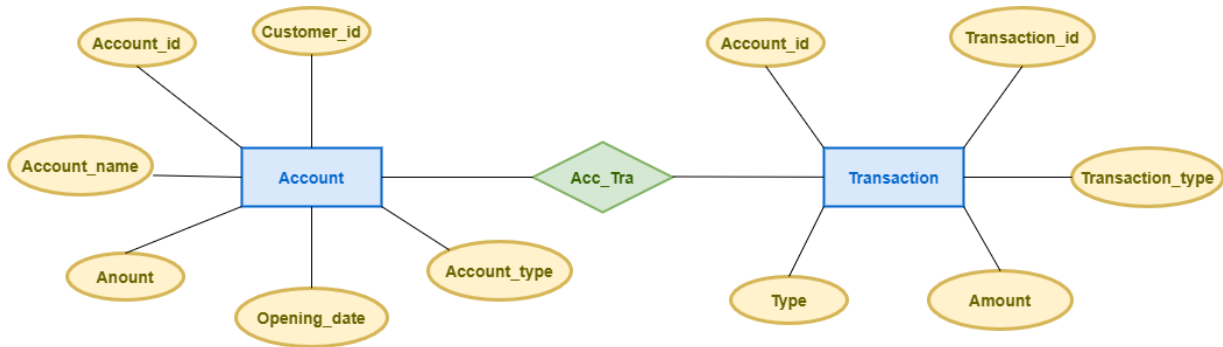 Account_id
Customer_id
Account_id
Transaction_id
Account_name
Account
Acc_Tra
Transaction
Transaction_type
Anount
Account_type
Opening_date
Type
Amount